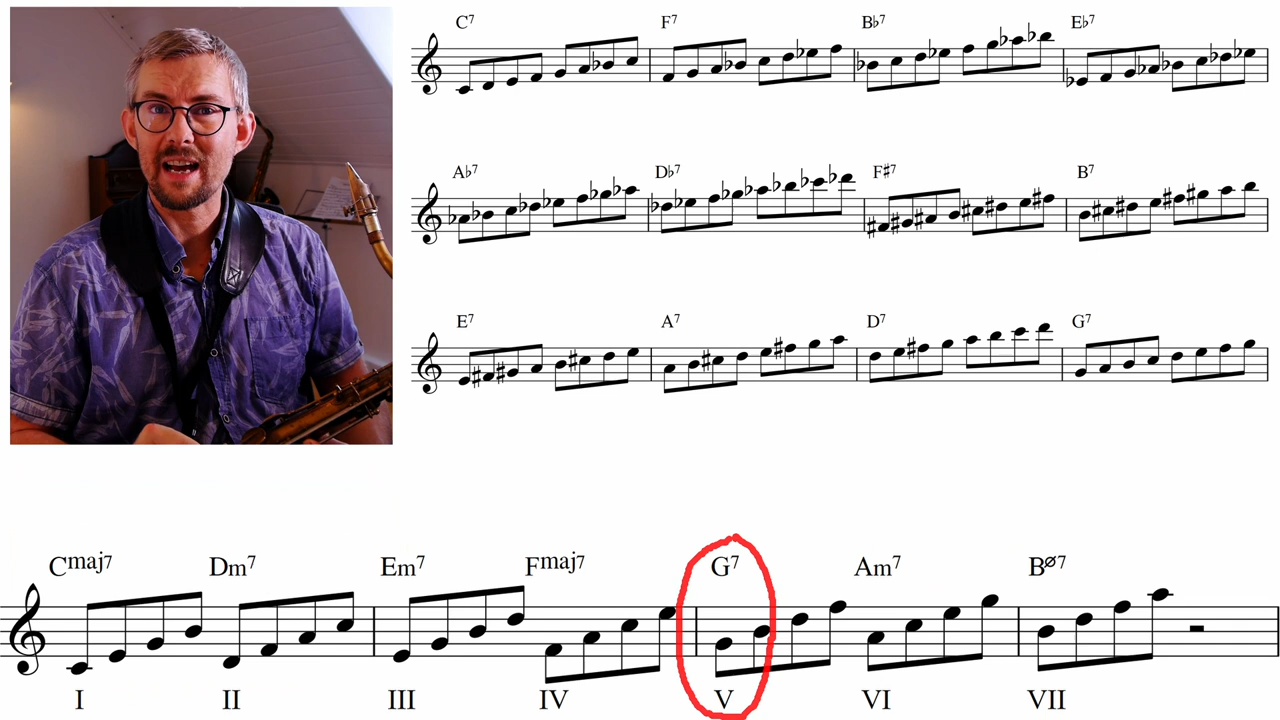 C7 F7 B♭7 E♭7
A♭7 D♭7 F♯7 B7
E7 A7 D7 G7
Cmaj7 Dm7 Em7 Fmaj7 G7 Am7 Bø7
I II III IV V VI VII